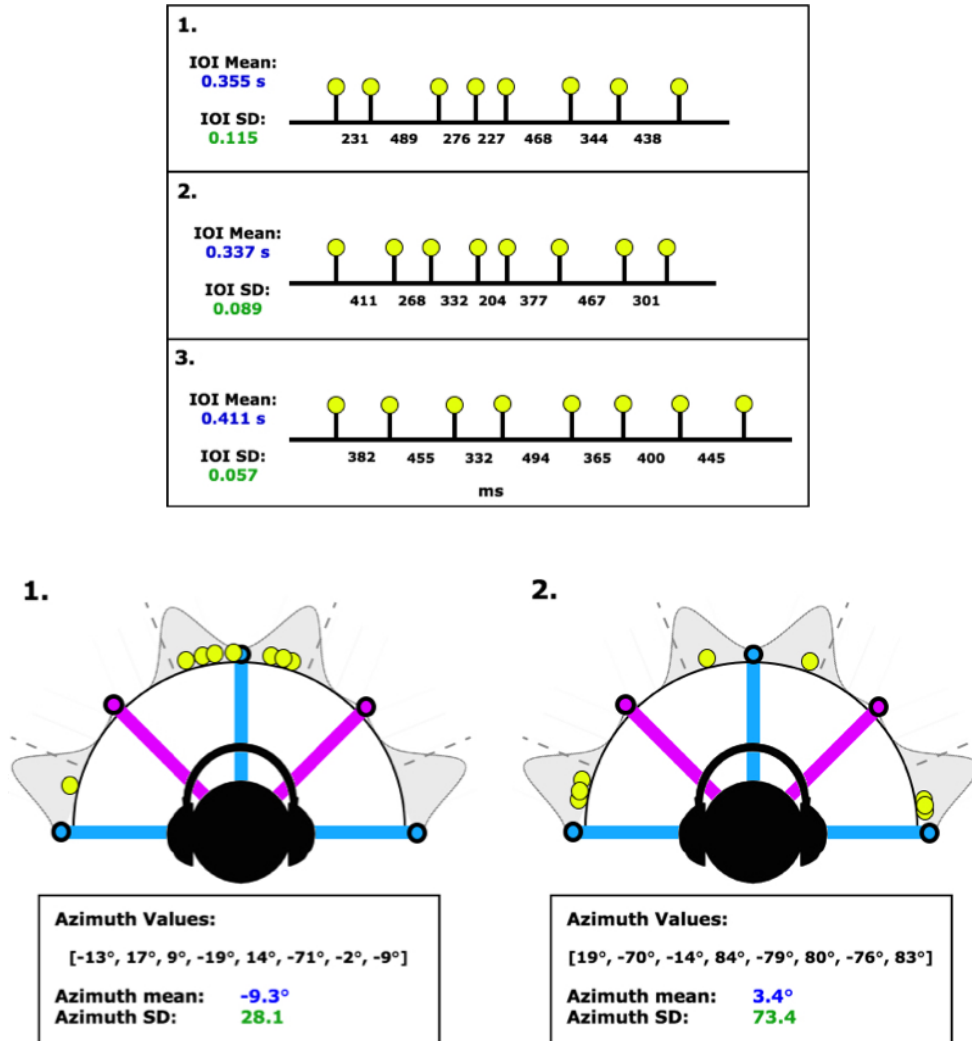 1.
IOI Mean:
0.355 s
IOI SD:
0.115
231 489 276 227 468 344 438
2.
IOI Mean:
0.337 s
IOI SD:
0.089
411 268 332 204 377 467 301
3.
IOI Mean:
0.411 s
IOI SD:
0.057
382 455 332 494 365 400 445
ms
1.
Azimuth Values:
[-13°, 17°, 9°, -19°, 14°, -71°, -2°, -9°]
Azimuth mean: -9.3°
Azimuth SD: 28.1
2.
Azimuth Values:
[19°, -70°, -14°, 84°, -79°, 80°, -76°, 83°]
Azimuth mean: 3.4°
Azimuth SD: 73.4